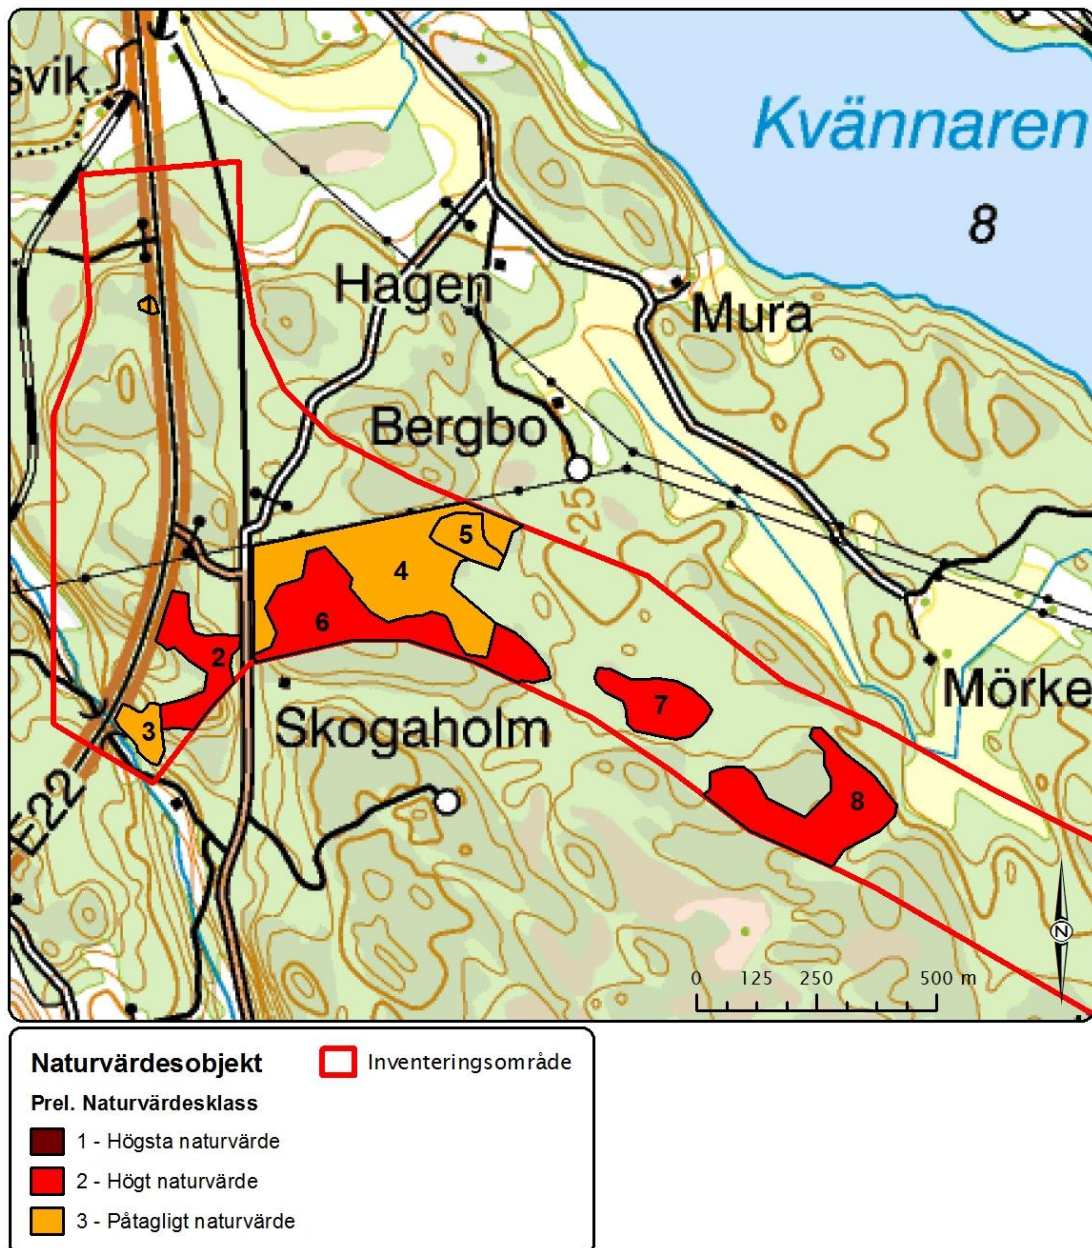 svik.
Kvännaren
8
Hagen
Mura
Bergbo
25
5
4
6
2
7
Mörke
3
Skogaholm
8
E22
N
0 125 250 500 m
Naturvärdesobjekt
Inventeringsområde
Prel. Naturvärdesklass
1 - Högsta naturvärde
2 - Högt naturvärde
3 - Påtagligt naturvärde